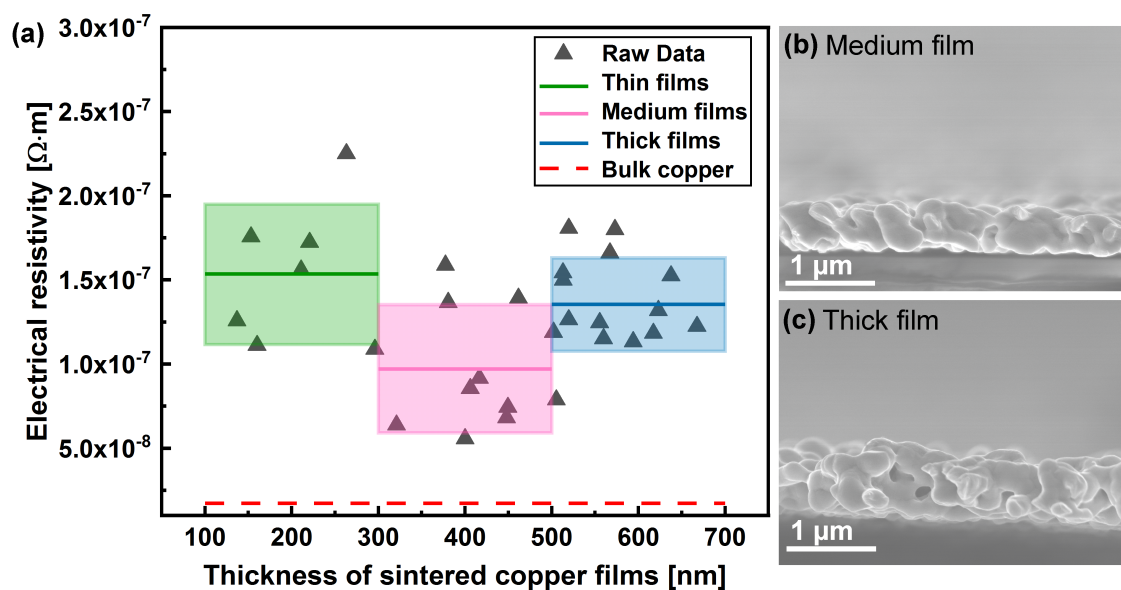 (a)
3.0x10⁻⁷
2.5x10⁻⁷
2.0x10⁻⁷
1.5x10⁻⁷
1.0x10⁻⁷
5.0x10⁻⁸
Electrical resistivity [Ω·m]
Raw Data
Thin films
Medium films
Thick films
Bulk copper
100 200 300 400 500 600 700
Thickness of sintered copper films [nm]
(b) Medium film
1 µm
(c) Thick film
1 µm